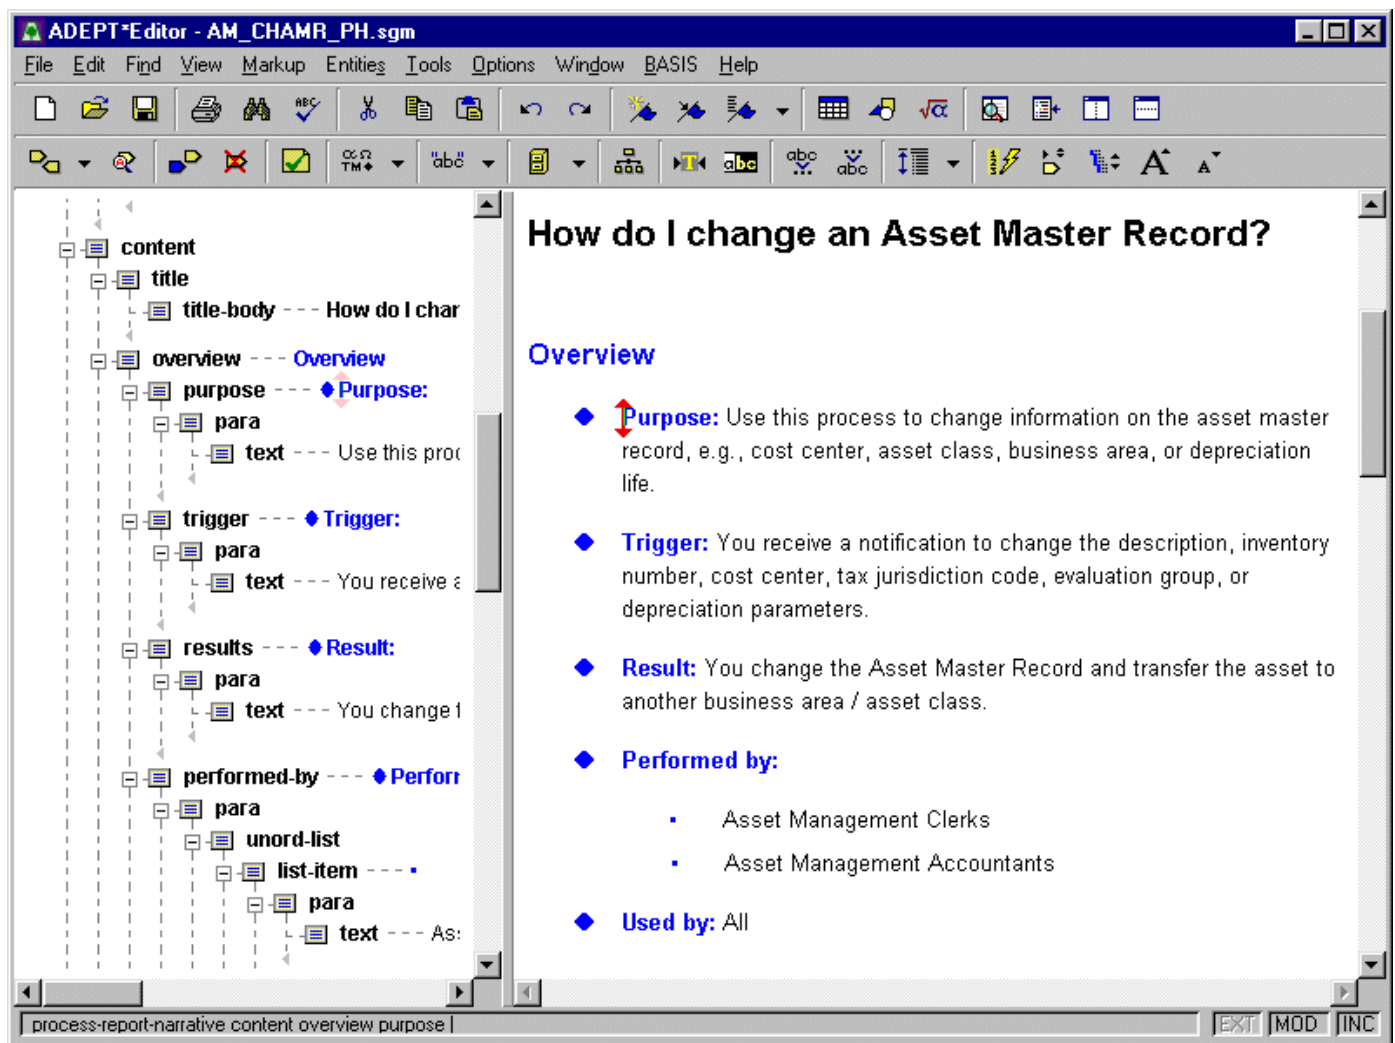 ADEPT*Editor - AM_CHAMR_PH.sgm
File Edit Find View Markup Entities Tools Options Window BASIS Help
content
title
title-body --- How do I char
overview --- Overview
purpose --- Purpose:
para
text --- Use this proc
trigger --- Trigger:
para
text --- You receive a
results --- Result:
para
text --- You change t
performed-by --- Perforr
para
unord-list
list-item ---
para
text --- As:
How do I change an Asset Master Record?
Overview
Purpose: Use this process to change information on the asset master
record, e.g., cost center, asset class, business area, or depreciation
life.
Trigger: You receive a notification to change the description, inventory
number, cost center, tax jurisdiction code, evaluation group, or
depreciation parameters.
Result: You change the Asset Master Record and transfer the asset to
another business area / asset class.
Performed by:
Asset Management Clerks
Asset Management Accountants
Used by: All
process-report-narrative content overview purpose |
EXT MOD INC